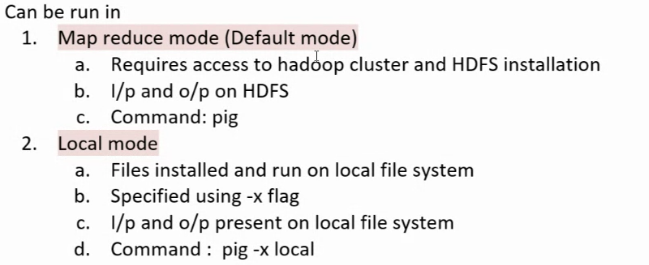 Can be run in
1. Map reduce mode (Default mode)
a. Requires access to hadoop cluster and HDFS installation
b. I/p and o/p on HDFS
c. Command: pig
2. Local mode
a. Files installed and run on local file system
b. Specified using -x flag
c. I/p and o/p present on local file system
d. Command : pig -x local